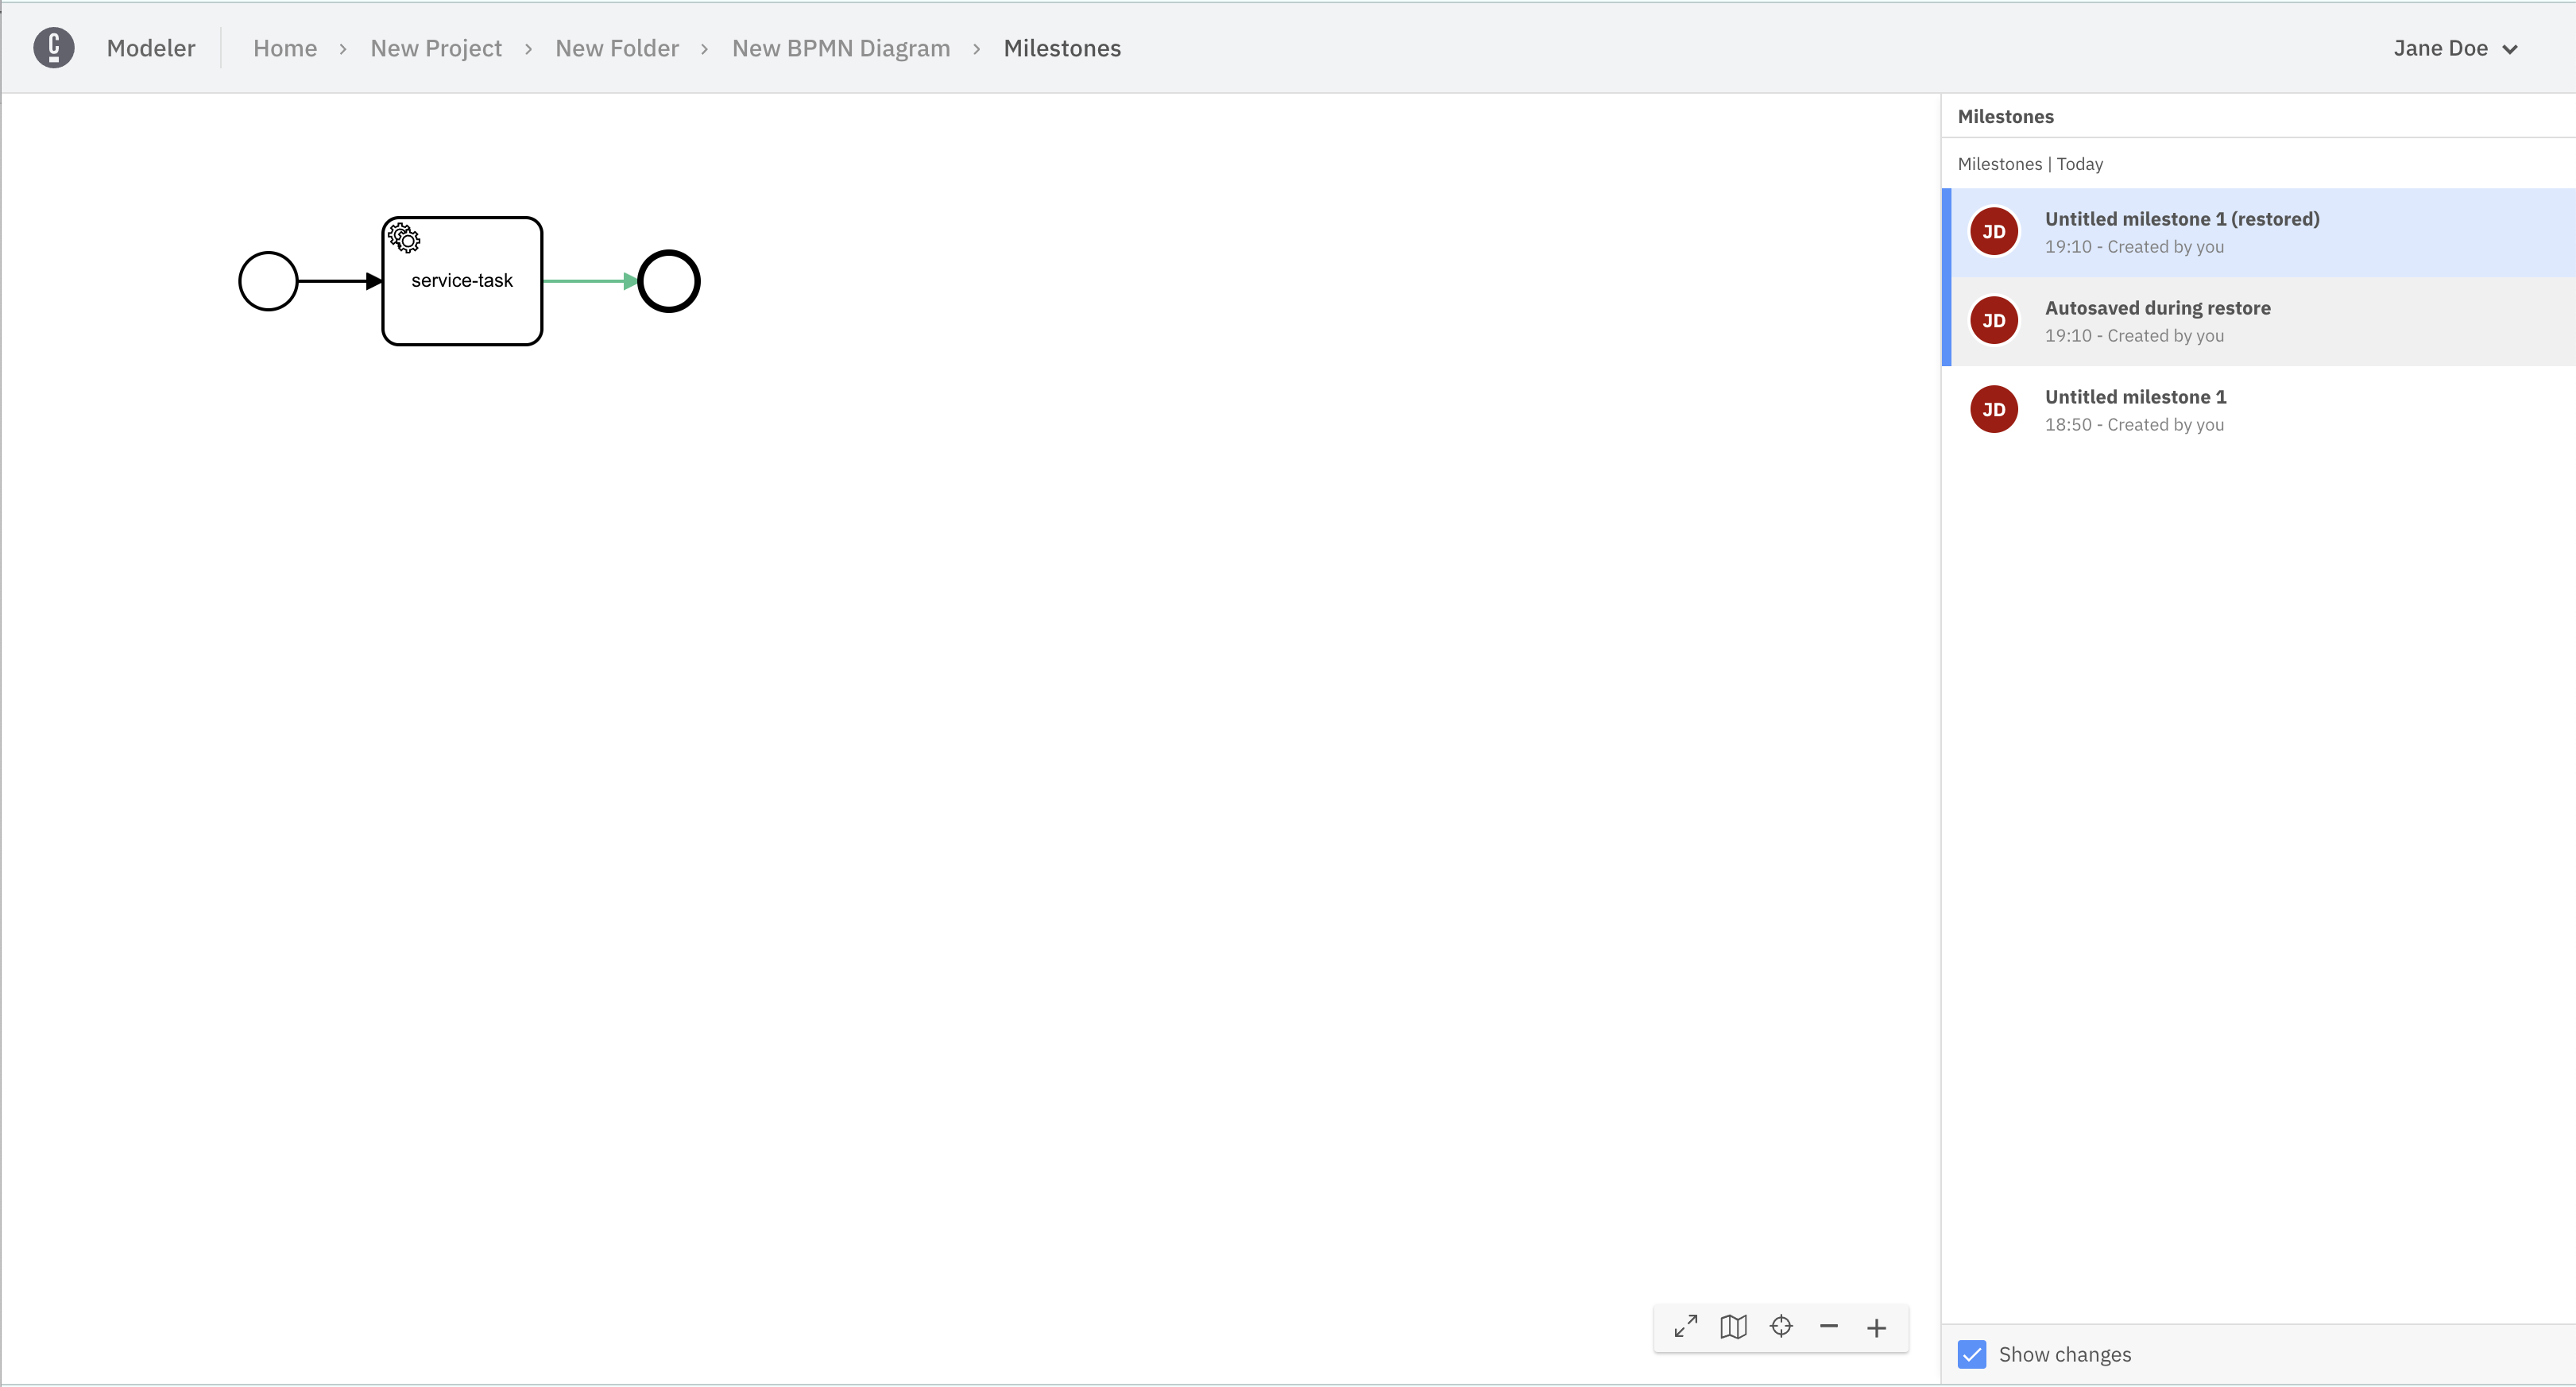 Modeler Home > New Project > New Folder > New BPMN Diagram > Milestones Jane Doe
service-task
Milestones
Milestones | Today
JD Untitled milestone 1 (restored)
19:10 - Created by you
JD Autosaved during restore
19:10 - Created by you
JD Untitled milestone 1
18:50 - Created by you
Show changes